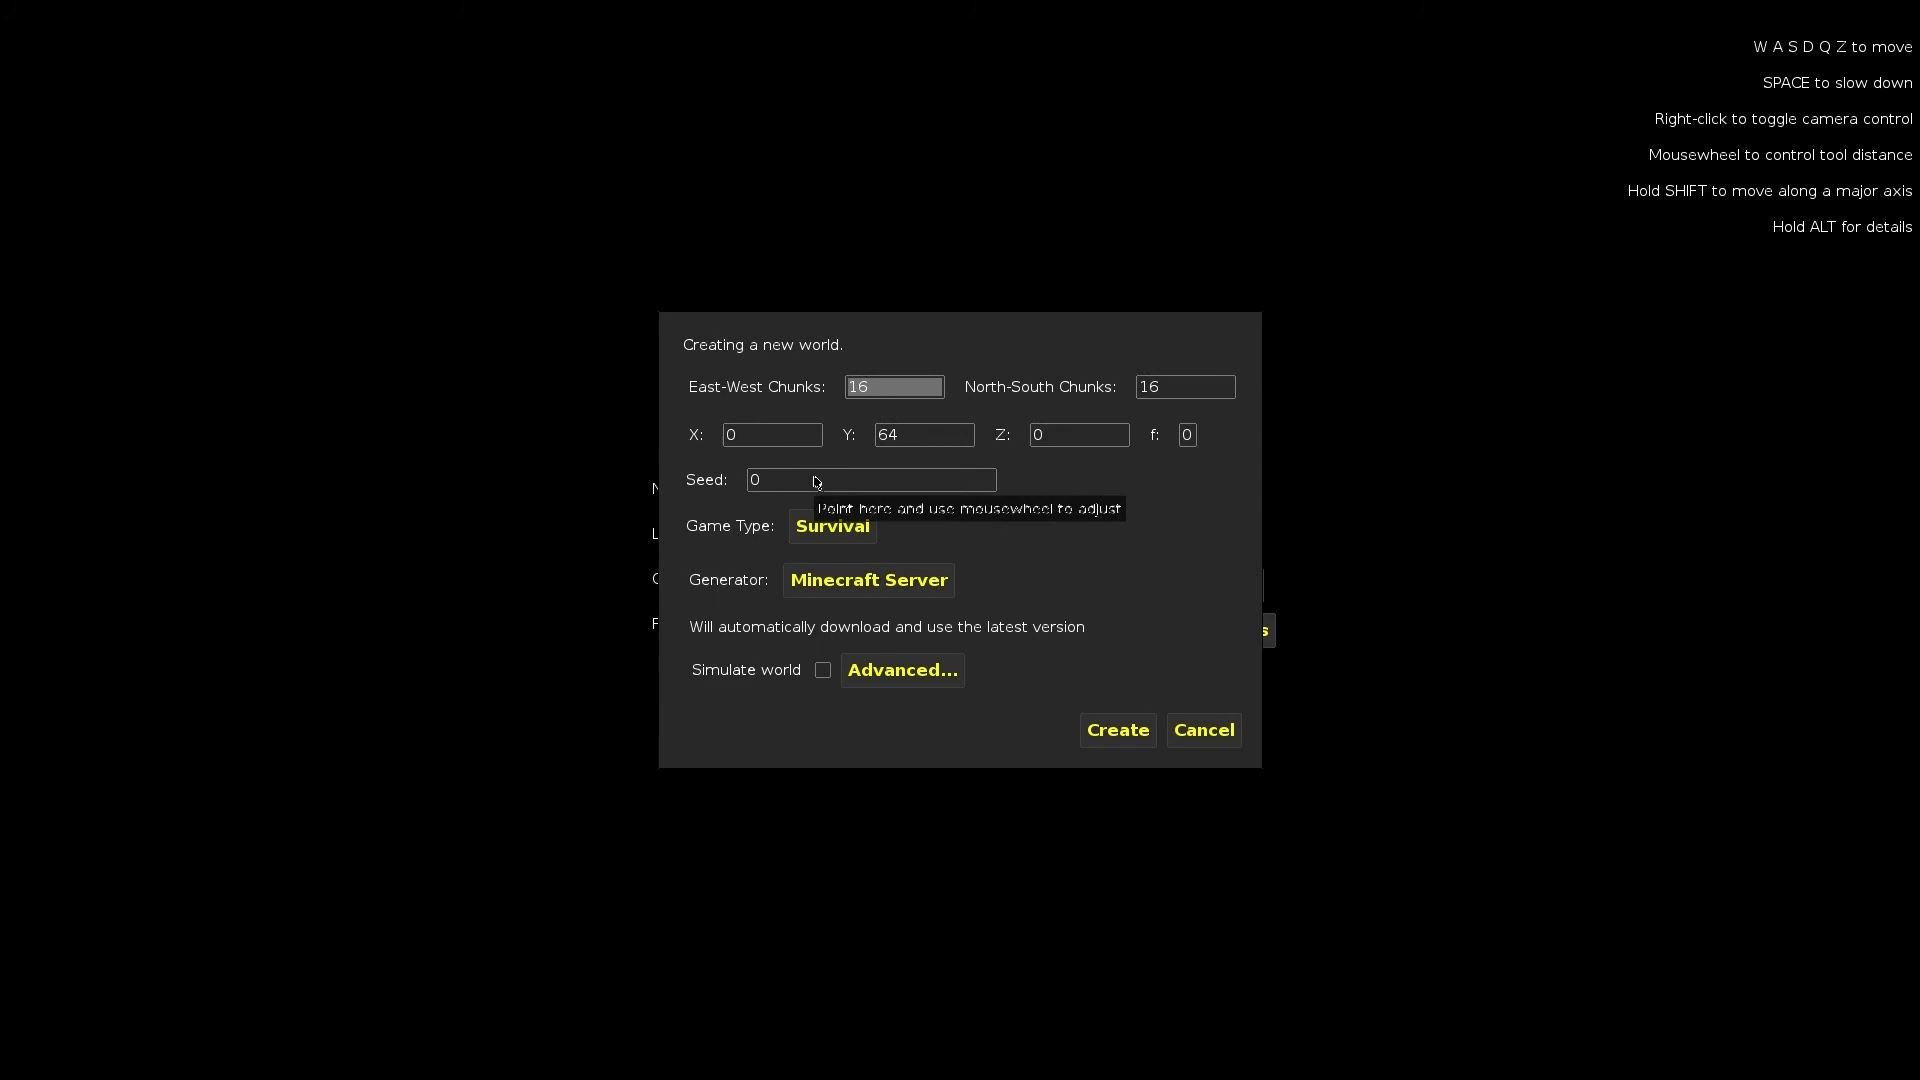 W A S D Q Z to move
SPACE to slow down
Right-click to toggle camera control
Mousewheel to control tool distance
Hold SHIFT to move along a major axis
Hold ALT for details
Creating a new world.
East-West Chunks: 16 North-South Chunks: 16
X: 0 Y: 64 Z: 0 f: 0
Seed: 0
Point here and use mousewheel to adjust
Game Type: Survival
Generator: Minecraft Server
Will automatically download and use the latest version
Simulate world Advanced...
Create Cancel